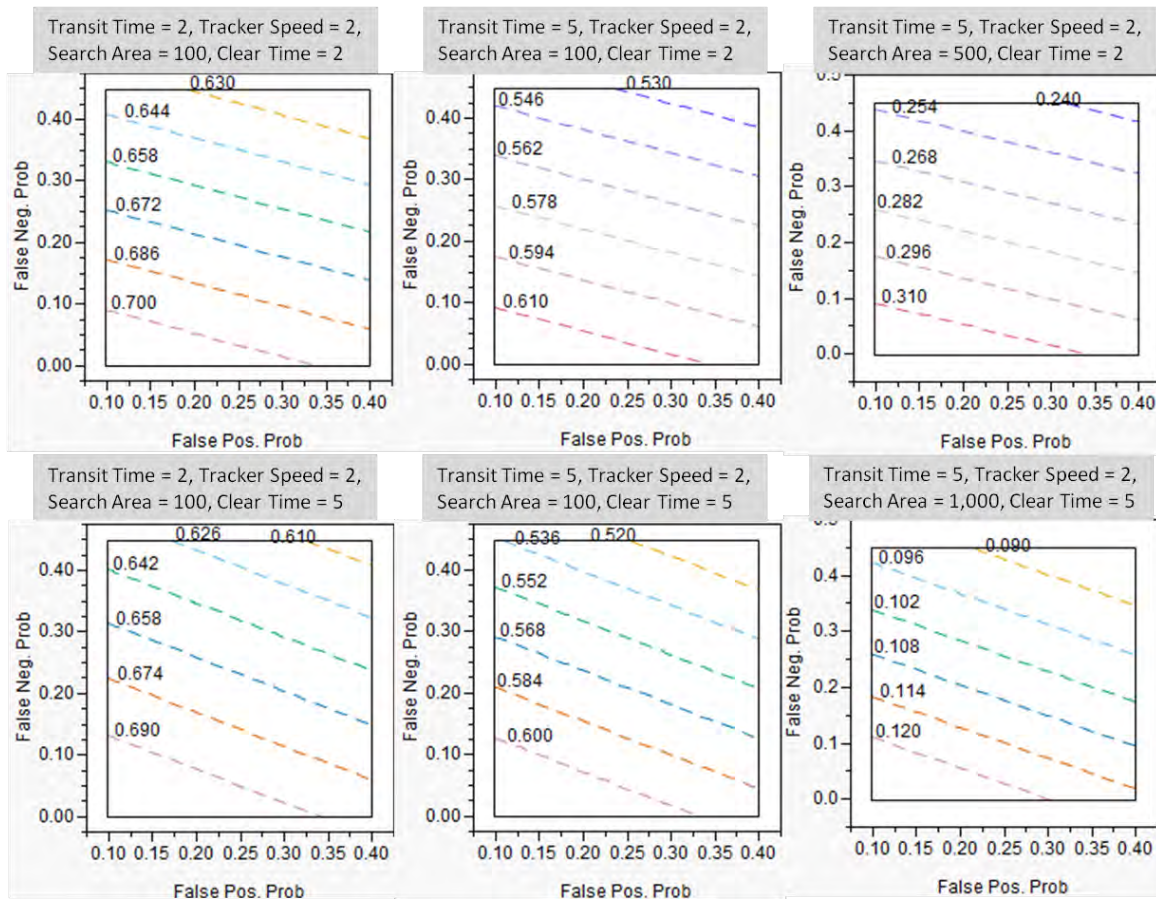 Transit Time = 2, Tracker Speed = 2,
Search Area = 100, Clear Time = 2
0.630
0.644
0.658
0.672
0.686
0.700
0.40
0.30
0.20
0.10
0.00
False Neg. Prob
0.10 0.15 0.20 0.25 0.30 0.35 0.40
False Pos. Prob
Transit Time = 5, Tracker Speed = 2,
Search Area = 100, Clear Time = 2
0.530
0.546
0.562
0.578
0.594
0.610
0.40
0.30
0.20
0.10
0.00
False Neg. Prob
0.10 0.15 0.20 0.25 0.30 0.35 0.40
False Pos. Prob
Transit Time = 5, Tracker Speed = 2,
Search Area = 500, Clear Time = 2
0.240
0.254
0.268
0.282
0.296
0.310
0.5
0.4
0.3
0.2
0.1
0.0
False Neg. Prob
0.10 0.15 0.20 0.25 0.30 0.35 0.40
False Pos. Prob
Transit Time = 2, Tracker Speed = 2,
Search Area = 100, Clear Time = 5
0.626 0.610
0.642
0.658
0.674
0.690
0.40
0.30
0.20
0.10
0.00
False Neg. Prob
0.10 0.15 0.20 0.25 0.30 0.35 0.40
False Pos. Prob
Transit Time = 5, Tracker Speed = 2,
Search Area = 100, Clear Time = 5
0.536 0.520
0.552
0.568
0.584
0.600
0.40
0.30
0.20
0.10
0.00
False Neg. Prob
0.10 0.15 0.20 0.25 0.30 0.35 0.40
False Pos. Prob
Transit Time = 5, Tracker Speed = 2,
Search Area = 1,000, Clear Time = 5
0.090
0.096
0.102
0.108
0.114
0.120
0.4
0.3
0.2
0.1
0.0
False Neg. Prob
0.10 0.15 0.20 0.25 0.30 0.35 0.40
False Pos. Prob